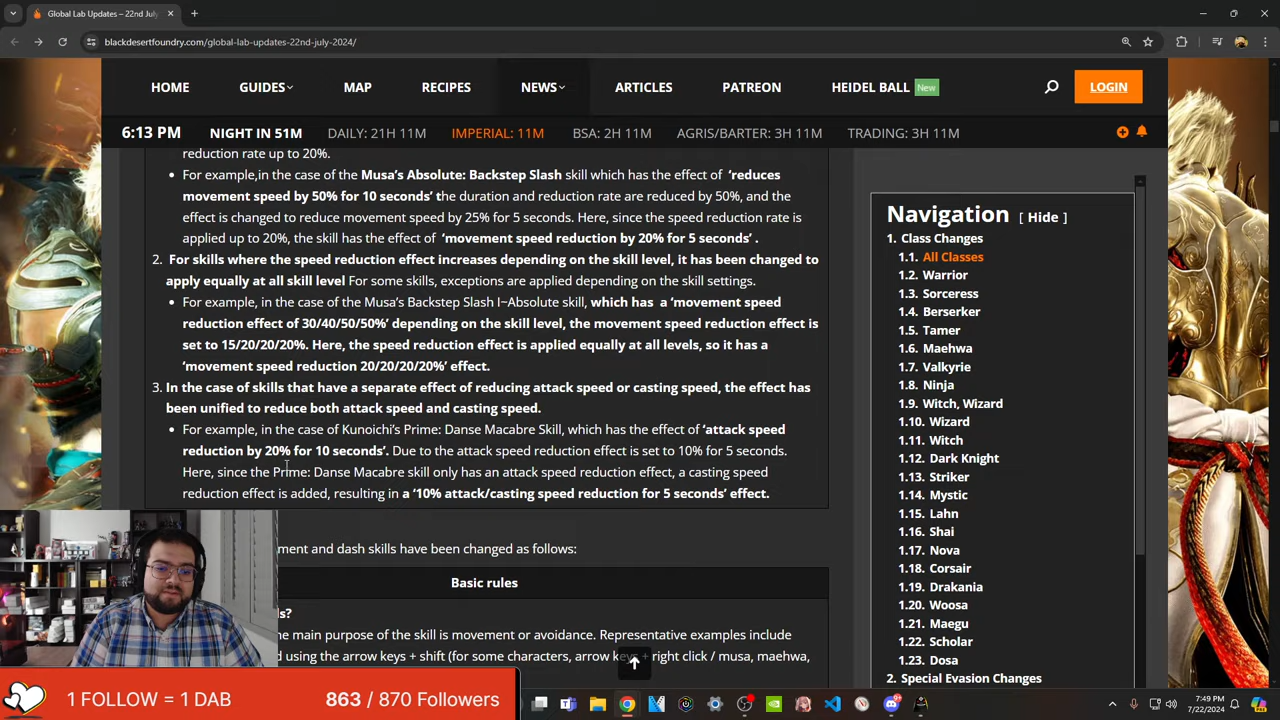 Global Lab Updates – 22nd July
blackdesertfoundry.com/global-lab-updates-22nd-july-2024/
HOME GUIDES MAP RECIPES NEWS ARTICLES PATREON HEIDEL BALL New LOGIN
6:13 PM NIGHT IN 51M DAILY: 21H 11M IMPERIAL: 11M BSA: 2H 11M AGRIS/BARTER: 3H 11M TRADING: 3H 11M
reduction rate up to 20%.
For example,in the case of the Musa's Absolute: Backstep Slash skill which has the effect of 'reduces
movement speed by 50% for 10 seconds' the duration and reduction rate are reduced by 50%, and the
effect is changed to reduce movement speed by 25% for 5 seconds. Here, since the speed reduction rate is
applied up to 20%, the skill has the effect of 'movement speed reduction by 20% for 5 seconds' .
2. For skills where the speed reduction effect increases depending on the skill level, it has been changed to
apply equally at all skill level For some skills, exceptions are applied depending on the skill settings.
For example, in the case of the Musa's Backstep Slash I~Absolute skill, which has a 'movement speed
reduction effect of 30/40/50/50%' depending on the skill level, the movement speed reduction effect is
set to 15/20/20/20%. Here, the speed reduction effect is applied equally at all levels, so it has a
'movement speed reduction 20/20/20/20%' effect.
3. In the case of skills that have a separate effect of reducing attack speed or casting speed, the effect has
been unified to reduce both attack speed and casting speed.
For example, in the case of Kunoichi's Prime: Danse Macabre Skill, which has the effect of 'attack speed
reduction by 20% for 10 seconds'. Due to the attack speed reduction effect is set to 10% for 5 seconds.
Here, since the Prime: Danse Macabre skill only has an attack speed reduction effect, a casting speed
reduction effect is added, resulting in a '10% attack/casting speed reduction for 5 seconds' effect.
ment and dash skills have been changed as follows:
Basic rules
s?
he main purpose of the skill is movement or avoidance. Representative examples include
d using the arrow keys + shift (for some characters, arrow keys + right click / musa, maehwa,
Navigation [ Hide ]
1. Class Changes
1.1. All Classes
1.2. Warrior
1.3. Sorceress
1.4. Berserker
1.5. Tamer
1.6. Maehwa
1.7. Valkyrie
1.8. Ninja
1.9. Witch, Wizard
1.10. Wizard
1.11. Witch
1.12. Dark Knight
1.13. Striker
1.14. Mystic
1.15. Lahn
1.16. Shai
1.17. Nova
1.18. Corsair
1.19. Drakania
1.20. Woosa
1.21. Maegu
1.22. Scholar
1.23. Dosa
2. Special Evasion Changes
1 FOLLOW = 1 DAB 863 / 870 Followers
7:49 PM
7/22/2024